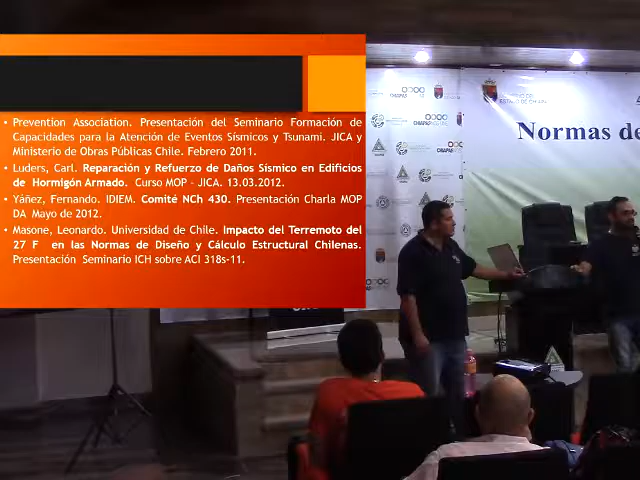 • Prevention Association. Presentación del Seminario Formación de
Capacidades para la Atención de Eventos Sísmicos y Tsunami. JICA y
Ministerio de Obras Públicas Chile. Febrero 2011.
• Luders, Carl. Reparación y Refuerzo de Daños Sísmico en Edificios
de Hormigón Armado. Curso MOP - JICA. 13.03.2012.
• Yáñez, Fernando. IDIEM. Comité NCh 430. Presentación Charla MOP
DA Mayo de 2012.
• Masone, Leonardo. Universidad de Chile. Impacto del Terremoto del
27 F en las Normas de Diseño y Cálculo Estructural Chilenas.
Presentación Seminario ICH sobre ACI 318s-11.
Normas de